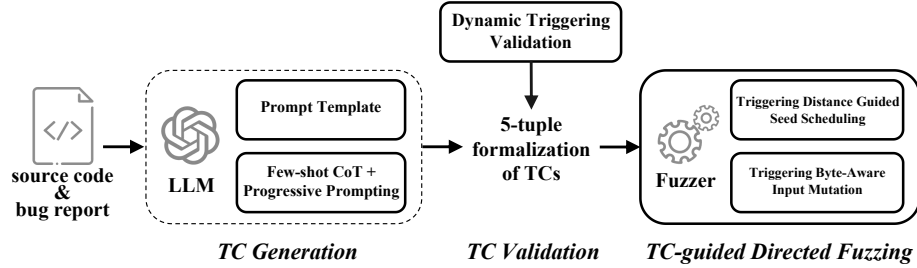 Dynamic Triggering
Validation
</>
source code
&
bug report
LLM
Prompt Template
Few-shot CoT +
Progressive Prompting
5-tuple
formalization
of TCs
Fuzzer
Triggering Distance Guided
Seed Scheduling
Triggering Byte-Aware
Input Mutation
TC Generation
TC Validation
TC-guided Directed Fuzzing